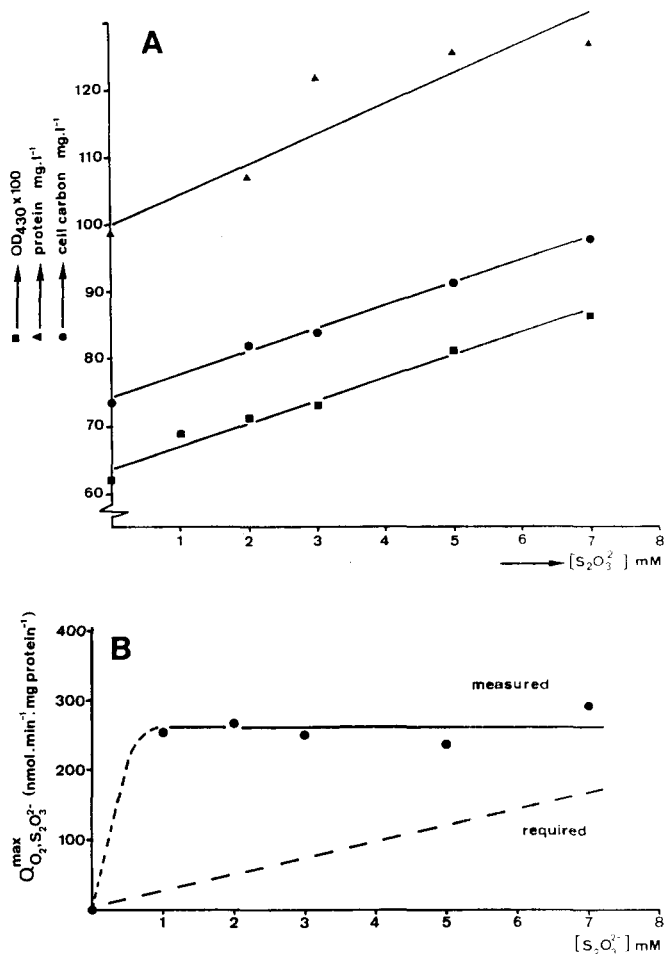 A
120
110
100
90
80
70
60
■ → OD430 x 100
▲ → protein mg.l⁻¹
● → cell carbon mg.l⁻¹
1 2 3 4 5 6 7 8
→ [S₂O₃²⁻] mM
B
400
300
200
100
0
Q^max O₂, S₂O₃²⁻ (nmol.min⁻¹.mg protein⁻¹)
measured
required
1 2 3 4 5 6 7 8
[S₂O₃²⁻] mM